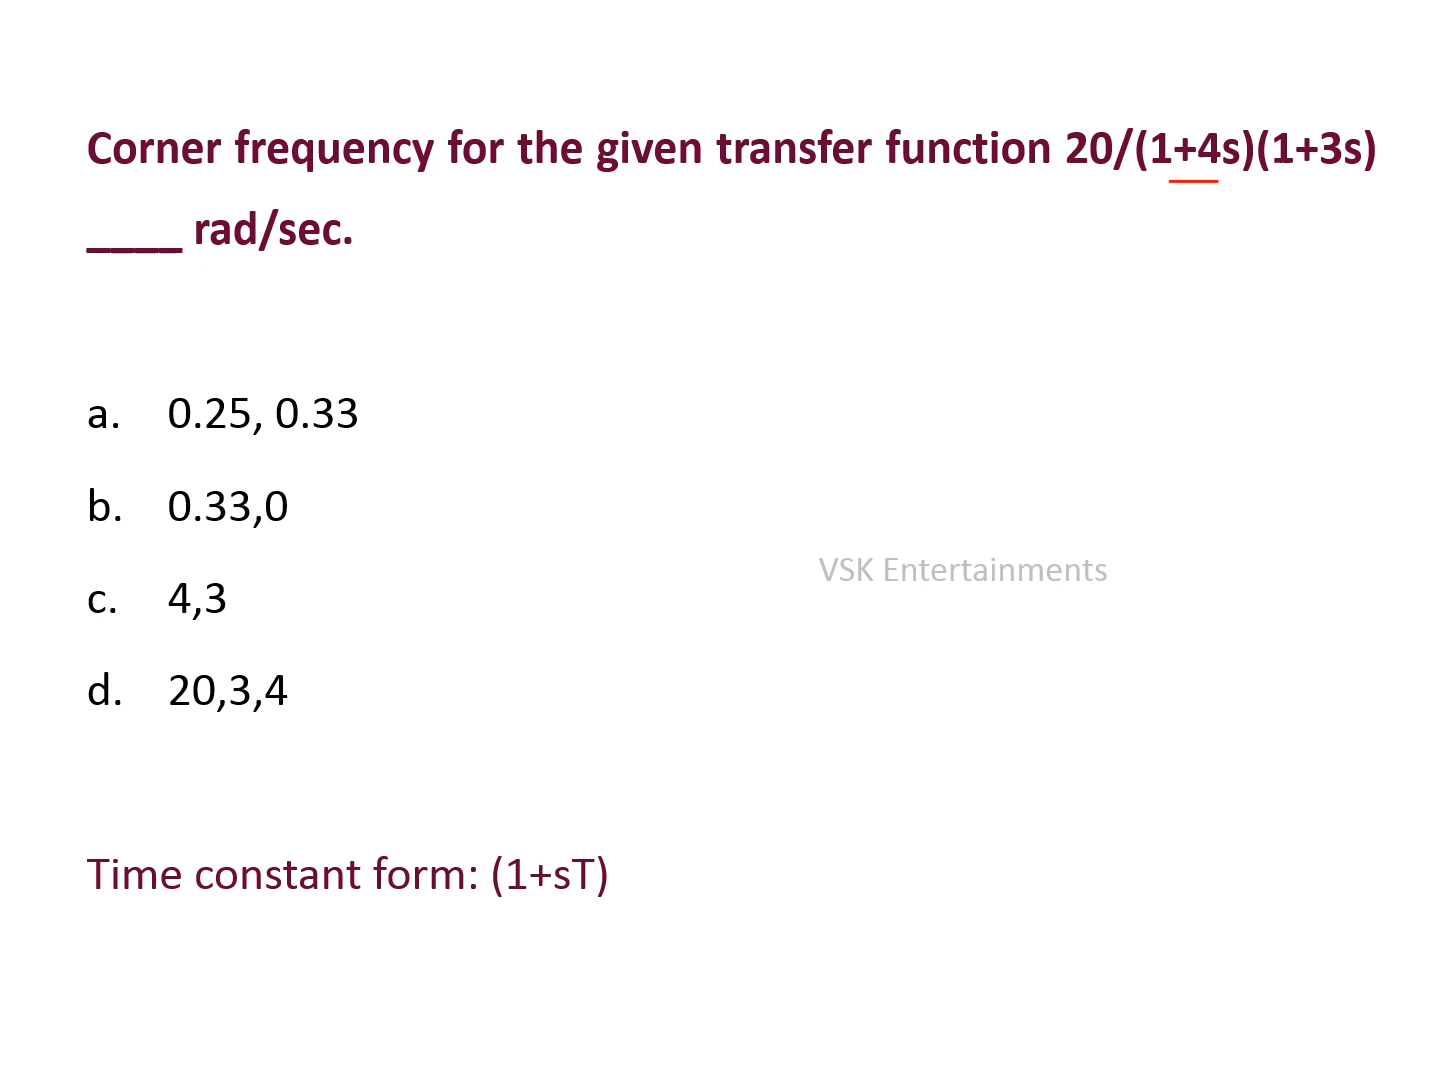 Corner frequency for the given transfer function 20/(1+4s)(1+3s)
____ rad/sec.
a. 0.25, 0.33
b. 0.33,0
VSK Entertainments
c. 4,3
d. 20,3,4
Time constant form: (1+sT)